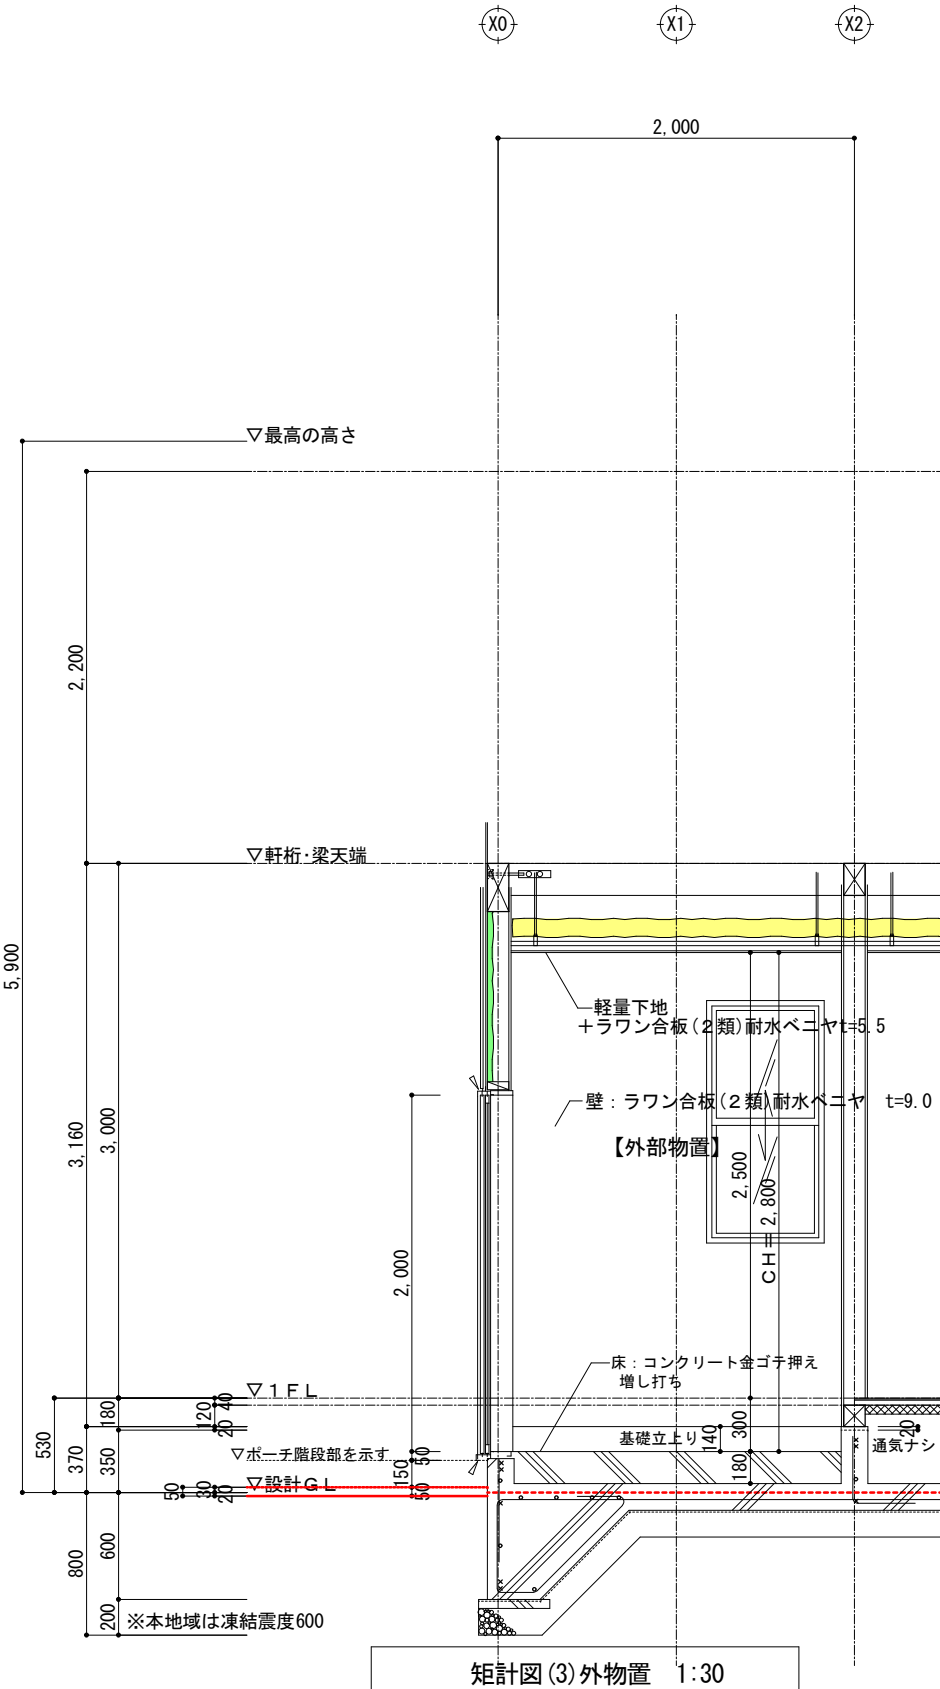 X0 X1 X2
2,000
▽最高の高さ
2,200
▽軒桁・梁天端
5,900
軽量下地
＋ラワン合板(２類)耐水ベニヤt=5.5
壁：ラワン合板(２類)耐水ベニヤ t=9.0
【外部物置】
3,160
3,000
2,500
CH＝2,800
2,000
床：コンクリート金ゴテ押え
増し打ち
▽１ＦＬ
530
370
180
350
120
40
20
基礎立上り
140
300
180
20
通気ナシ
▽ポーチ階段部を示す
150
50
50
▽設計ＧＬ
50
30
20
800
600
200
※本地域は凍結震度600
矩計図(3)外物置 1:30